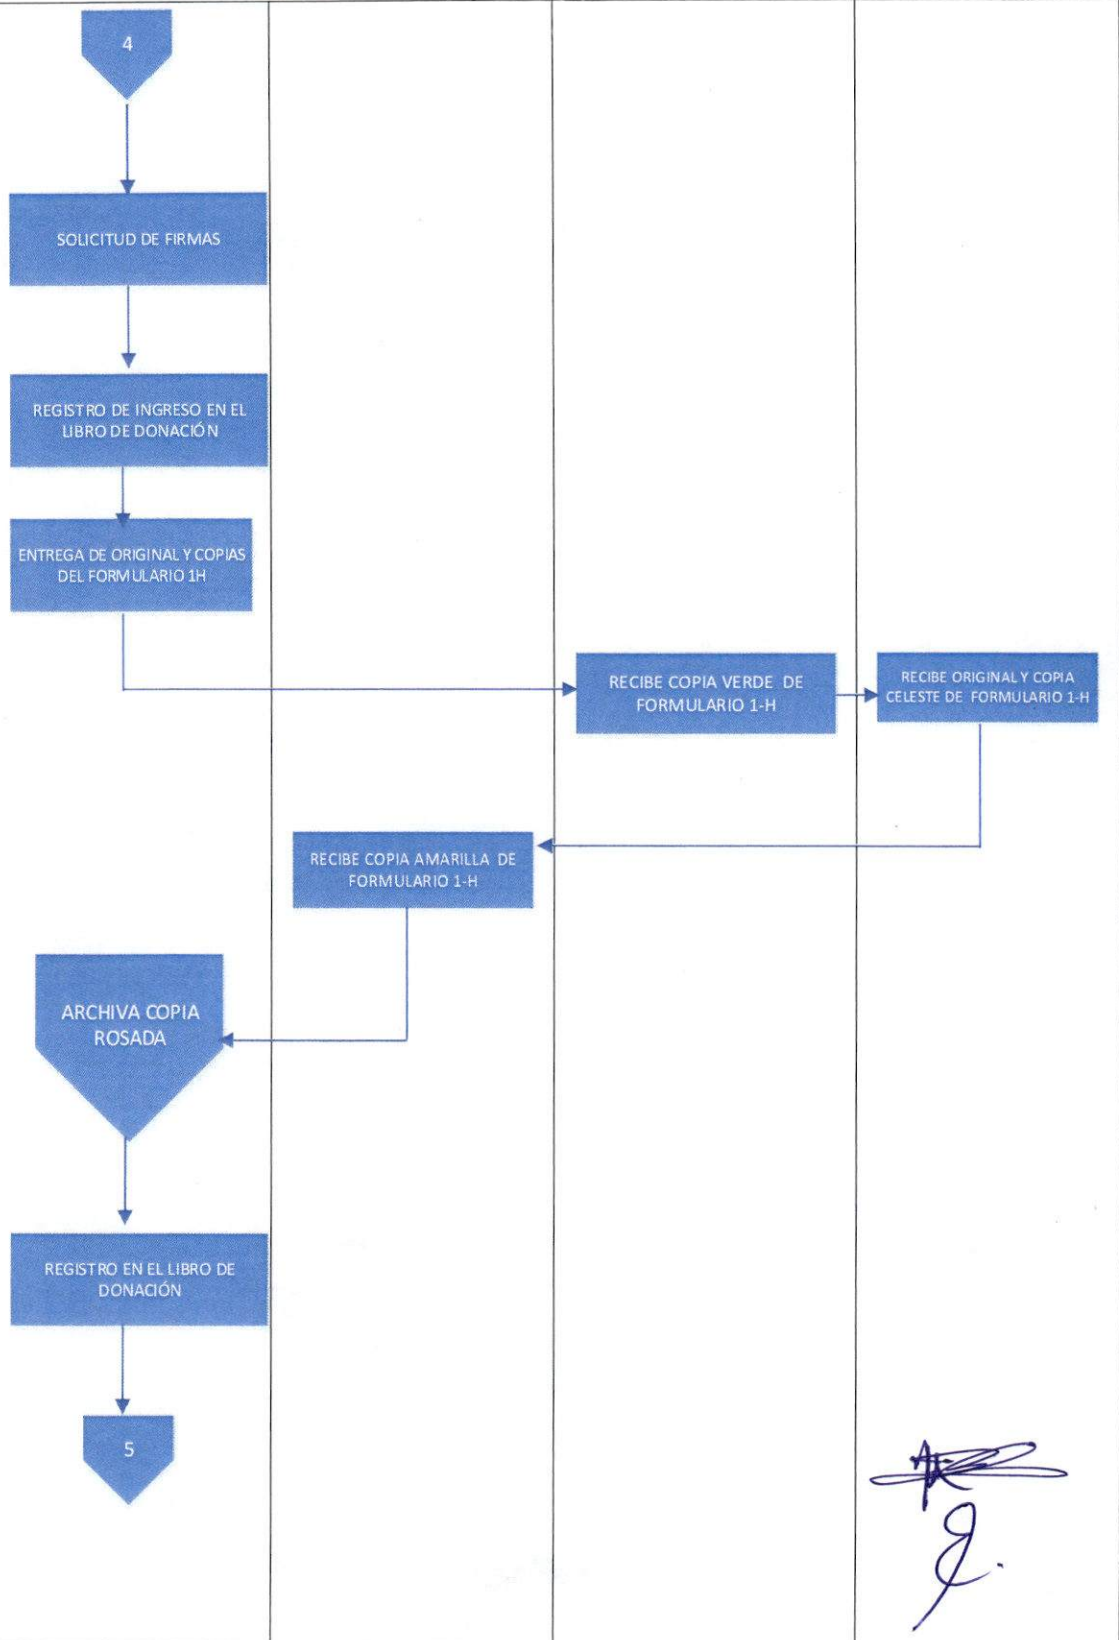 4
SOLICITUD DE FIRMAS
REGISTRO DE INGRESO EN EL
LIBRO DE DONACIÓN
ENTREGA DE ORIGINAL Y COPIAS
DEL FORMULARIO 1H
RECIBE COPIA VERDE DE
FORMULARIO 1-H
RECIBE ORIGINAL Y COPIA
CELESTE DE FORMULARIO 1-H
RECIBE COPIA AMARILLA DE
FORMULARIO 1-H
ARCHIVA COPIA
ROSADA
REGISTRO EN EL LIBRO DE
DONACIÓN
5